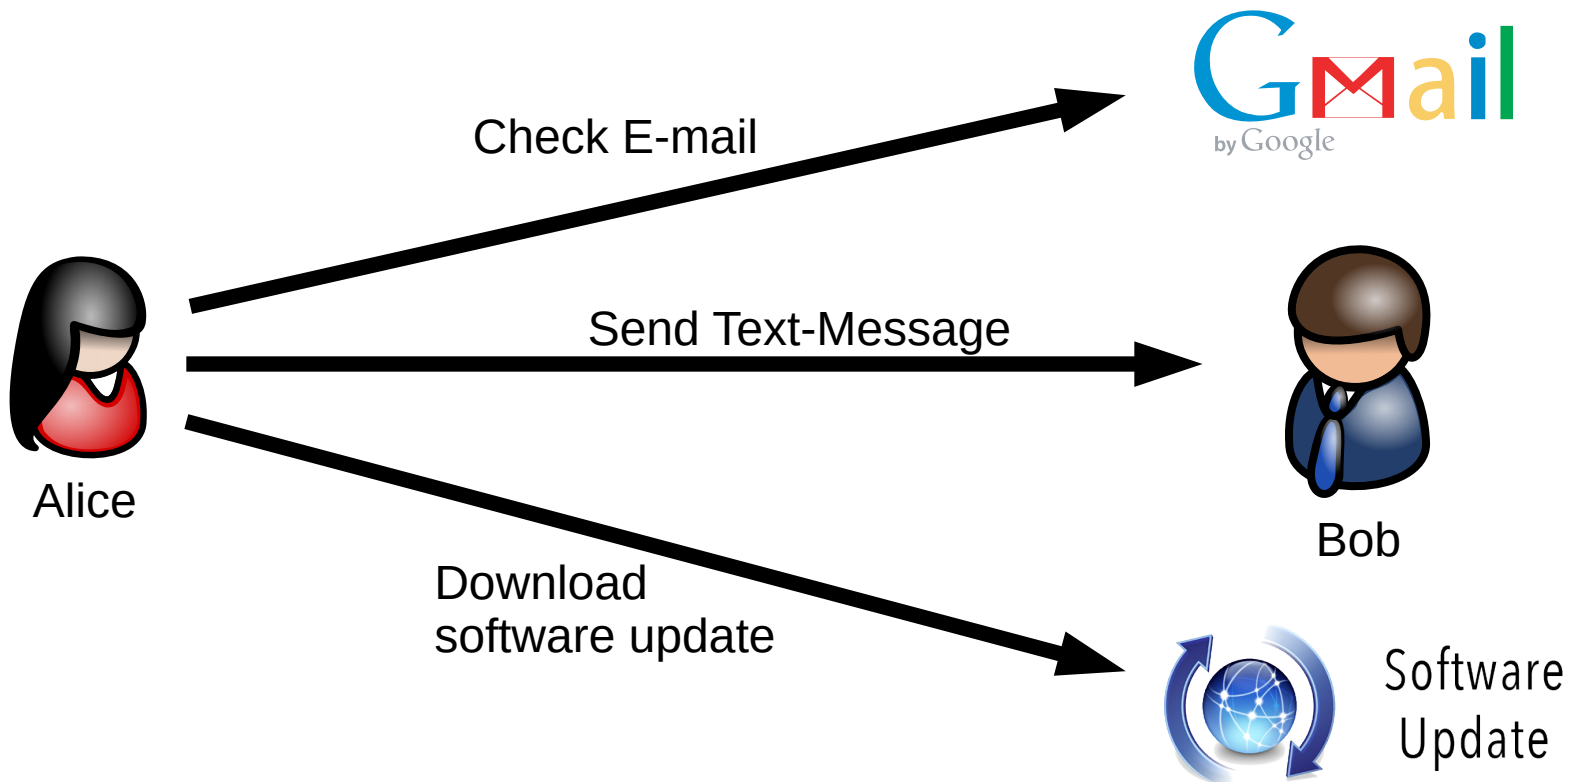 Gmail
by Google
Check E-mail
Send Text-Message
Alice
Bob
Download
software update
Software
Update